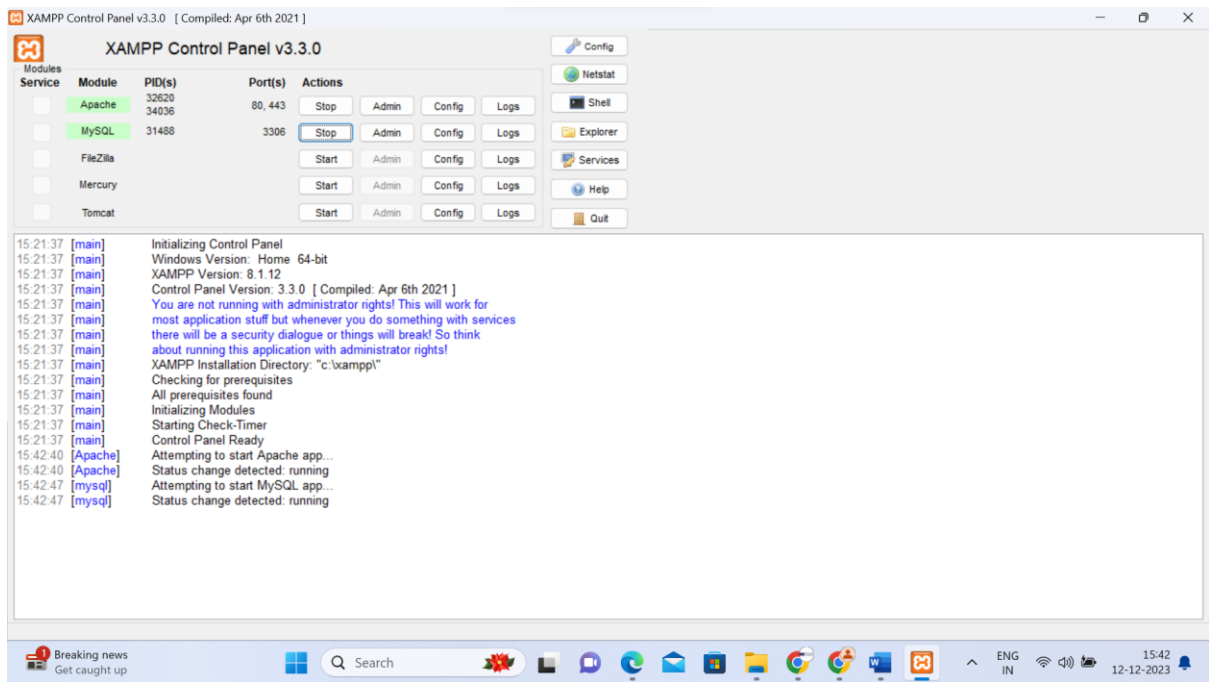 XAMPP Control Panel v3.3.0 [ Compiled: Apr 6th 2021 ]
XAMPP Control Panel v3.3.0
Config
Netstat
Shell
Explorer
Services
Help
Quit
Modules
Service Module PID(s) Port(s) Actions
Apache 32620 34036 80, 443 Stop Admin Config Logs
MySQL 31488 3306 Stop Admin Config Logs
FileZilla Start Admin Config Logs
Mercury Start Admin Config Logs
Tomcat Start Admin Config Logs
15:21:37 [main] Initializing Control Panel
15:21:37 [main] Windows Version: Home 64-bit
15:21:37 [main] XAMPP Version: 8.1.12
15:21:37 [main] Control Panel Version: 3.3.0 [ Compiled: Apr 6th 2021 ]
15:21:37 [main] You are not running with administrator rights! This will work for
15:21:37 [main] most application stuff but whenever you do something with services
15:21:37 [main] there will be a security dialogue or things will break! So think
15:21:37 [main] about running this application with administrator rights!
15:21:37 [main] XAMPP Installation Directory: "c:\xampp\"
15:21:37 [main] Checking for prerequisites
15:21:37 [main] All prerequisites found
15:21:37 [main] Initializing Modules
15:21:37 [main] Starting Check-Timer
15:21:37 [main] Control Panel Ready
15:42:40 [Apache] Attempting to start Apache app...
15:42:40 [Apache] Status change detected: running
15:42:47 [mysql] Attempting to start MySQL app...
15:42:47 [mysql] Status change detected: running
1
Breaking news
Get caught up
Search
ENG
IN
15:42
12-12-2023